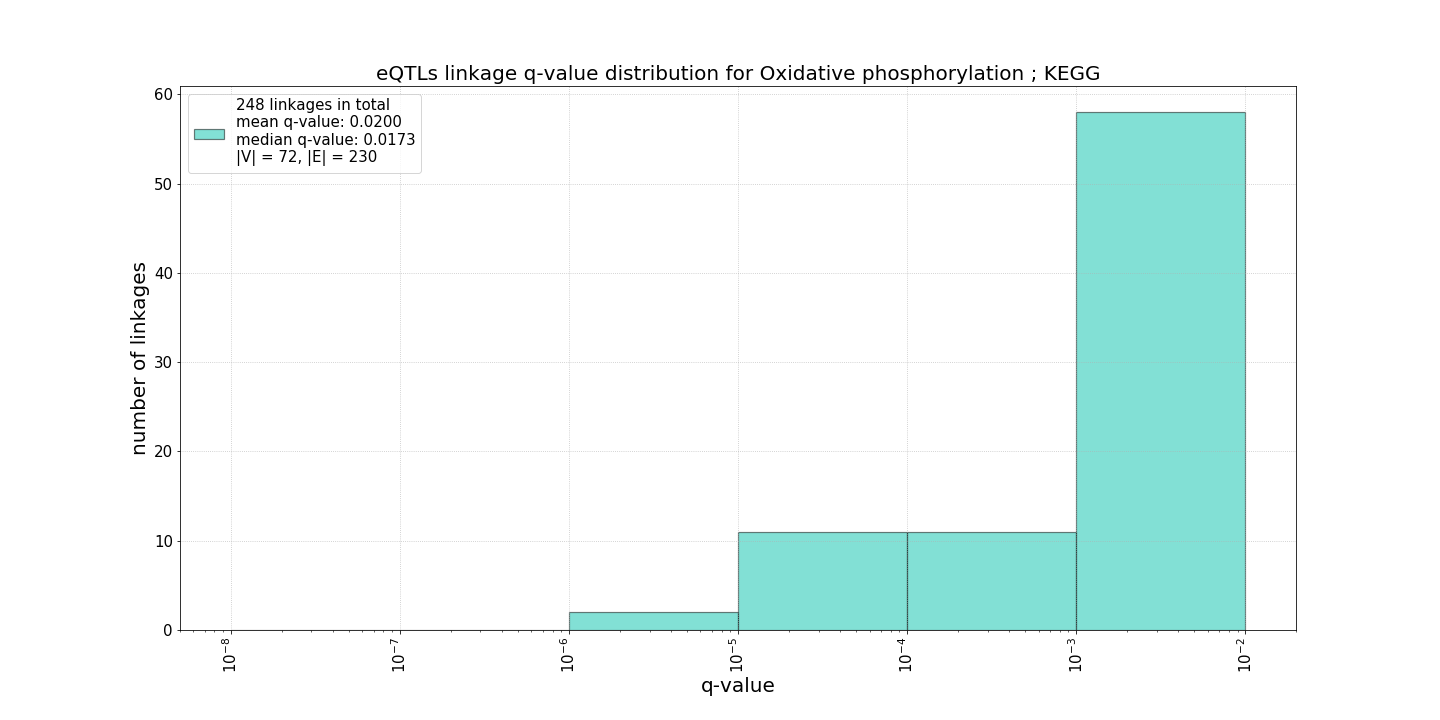 eQTLs linkage q-value distribution for Oxidative phosphorylation ; KEGG
248 linkages in total
mean q-value: 0.0200
median q-value: 0.0173
|V| = 72, |E| = 230
number of linkages
60
50
40
30
20
10
0
10⁻⁸
10⁻⁷
10⁻⁶
10⁻⁵
10⁻⁴
10⁻³
10⁻²
q-value